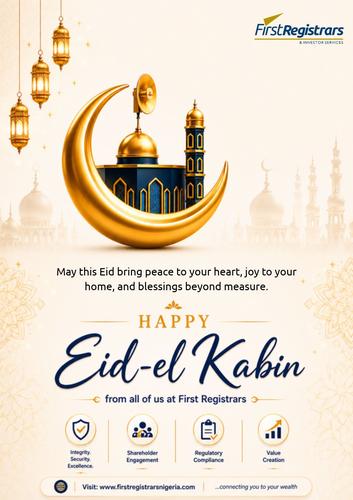 FirstRegistrars
& INVESTOR SERVICES
May this Eid bring peace to your heart, joy to your
home, and blessings beyond measure.
HAPPY
Eid-el Kabin
from all of us at First Registrars
Integrity.
Security.
Excellence.
Shareholder
Engagement
Regulatory
Compliance
Value
Creation
Visit: www.firstregistrarsnigeria.com
...connecting you to your wealth